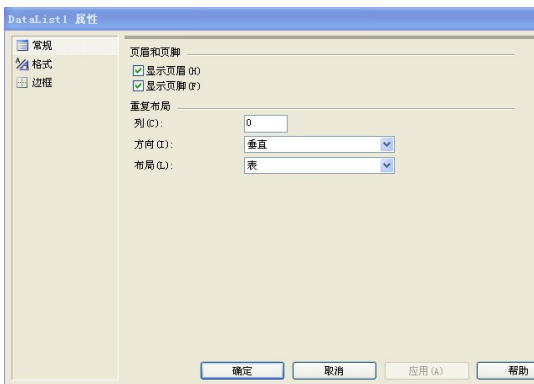 DataList1 属性
常规
格式
边框
页眉和页脚
显示页眉(H)
显示页脚(F)
重复布局
列(C): 0
方向(I): 垂直
布局(L): 表
确定 取消 应用(A) 帮助